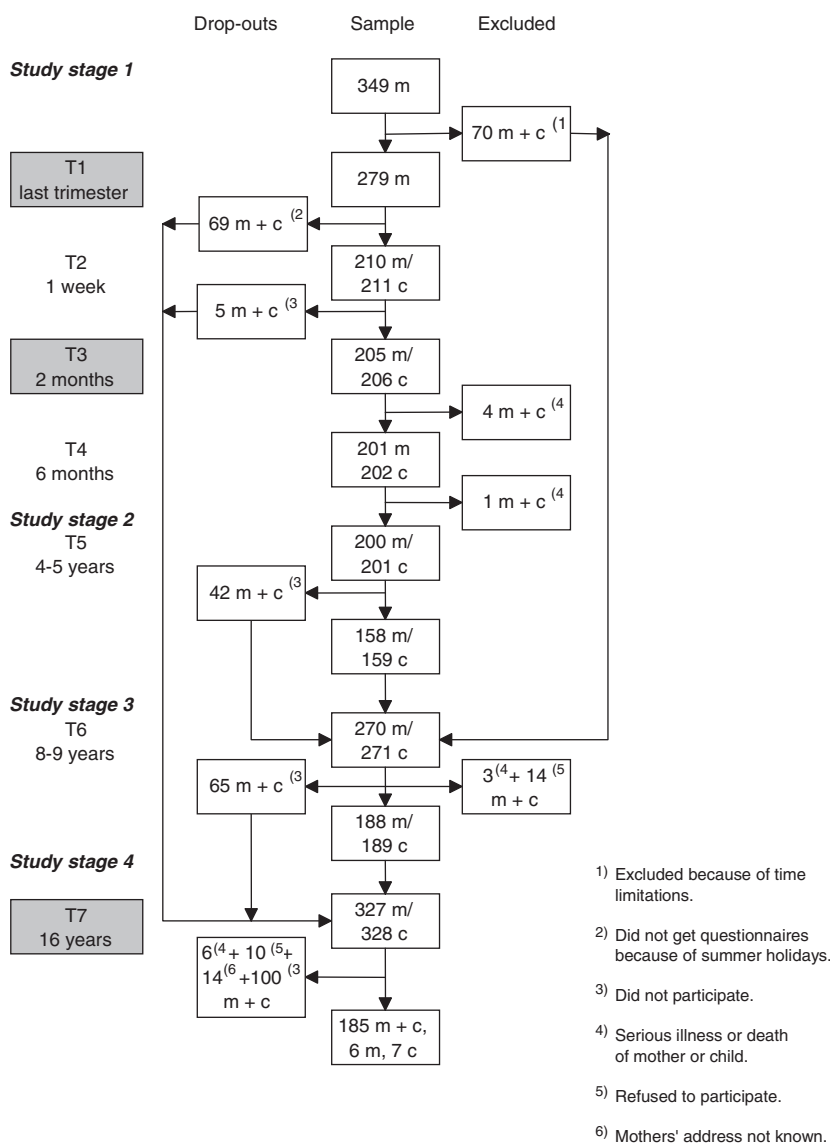 Drop-outs Sample Excluded
Study stage 1
349 m
70 m + c (1
T1
last trimester
279 m
69 m + c (2
T2
1 week
210 m/
211 c
5 m + c (3
T3
2 months
205 m/
206 c
4 m + c (4
T4
6 months
201 m
202 c
1 m + c (4
Study stage 2
T5
4-5 years
200 m/
201 c
42 m + c (3
158 m/
159 c
Study stage 3
T6
8-9 years
270 m/
271 c
65 m + c (3
3(4+ 14 (5
m + c
188 m/
189 c
Study stage 4
T7
16 years
327 m/
328 c
6(4+ 10 (5+
14(6 +100 (3
m + c
185 m + c,
6 m, 7 c
1) Excluded because of time
limitations.
2) Did not get questionnaires
because of summer holidays.
3) Did not participate.
4) Serious illness or death
of mother or child.
5) Refused to participate.
6) Mothers' address not known.